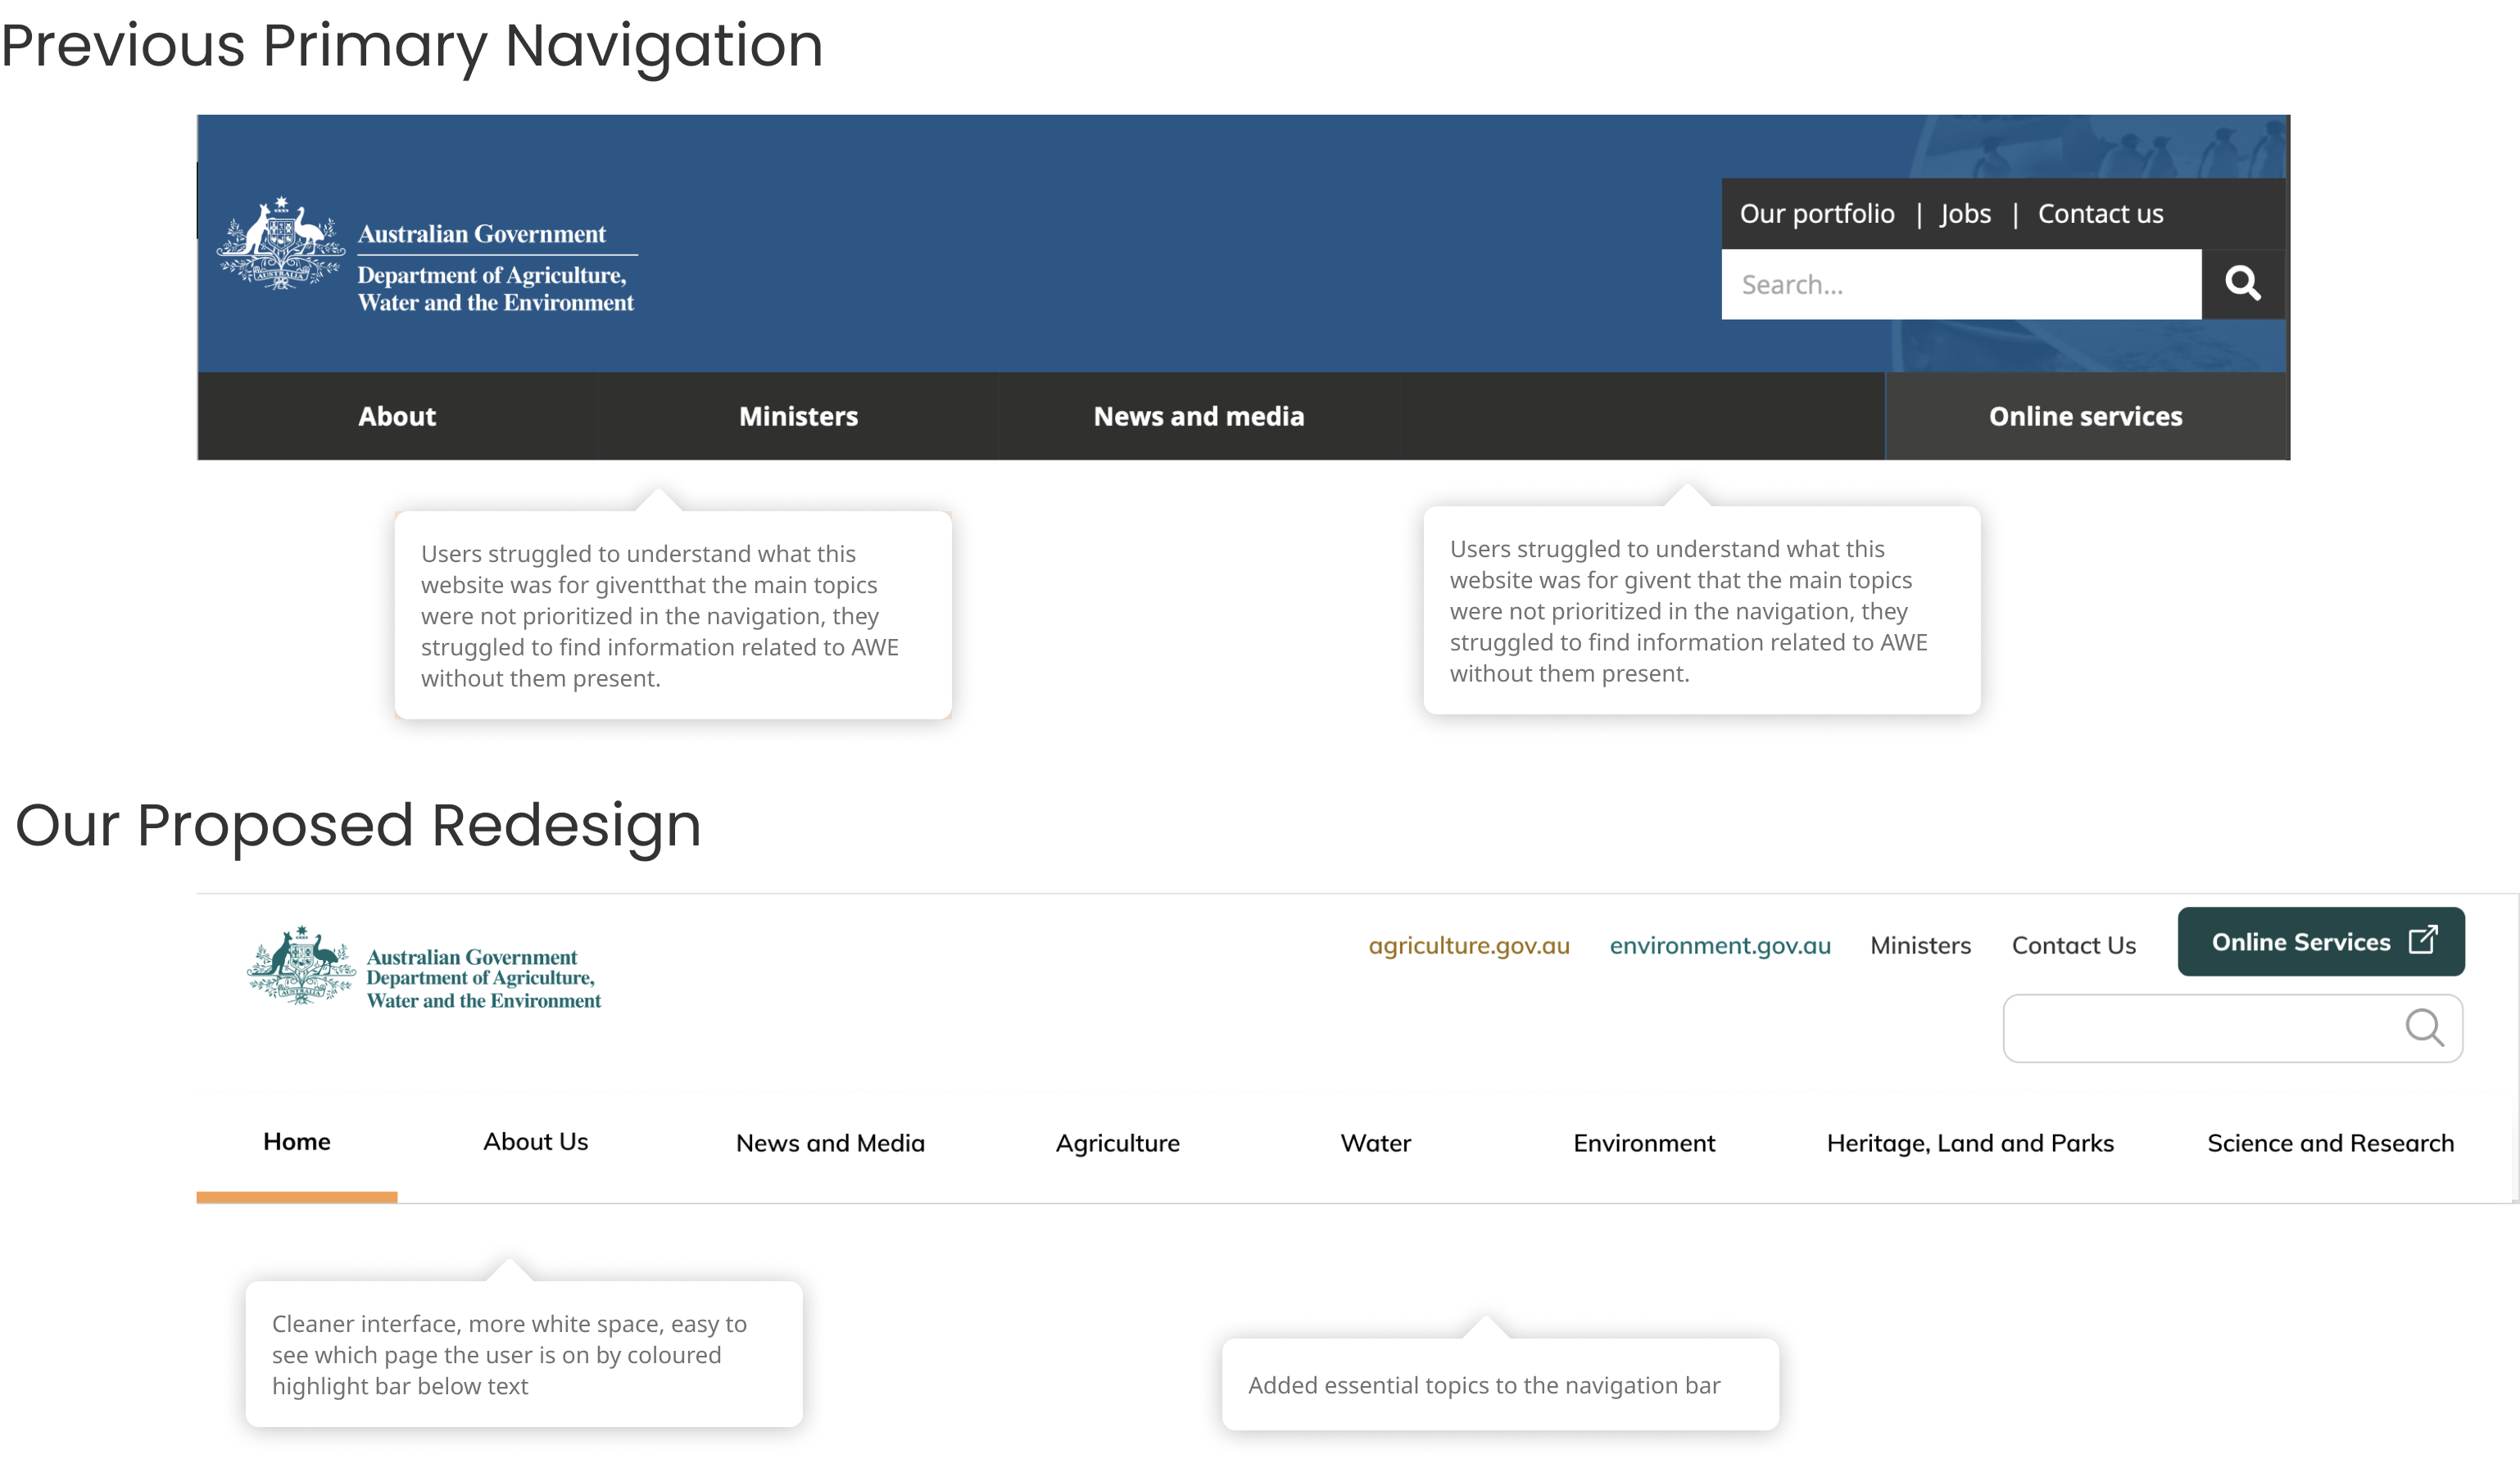 Previous Primary Navigation
Australian Government
Department of Agriculture,
Water and the Environment
AUSTRALIA
Our portfolio | Jobs | Contact us
Search...
About
Ministers
News and media
Online services
Users struggled to understand what this
website was for giventthat the main topics
were not prioritized in the navigation, they
struggled to find information related to AWE
without them present.
Users struggled to understand what this
website was for givent that the main topics
were not prioritized in the navigation, they
struggled to find information related to AWE
without them present.
Our Proposed Redesign
Australian Government
Department of Agriculture,
Water and the Environment
AUSTRALIA
agriculture.gov.au
environment.gov.au
Ministers
Contact Us
Online Services
Home
About Us
News and Media
Agriculture
Water
Environment
Heritage, Land and Parks
Science and Research
Cleaner interface, more white space, easy to
see which page the user is on by coloured
highlight bar below text
Added essential topics to the navigation bar